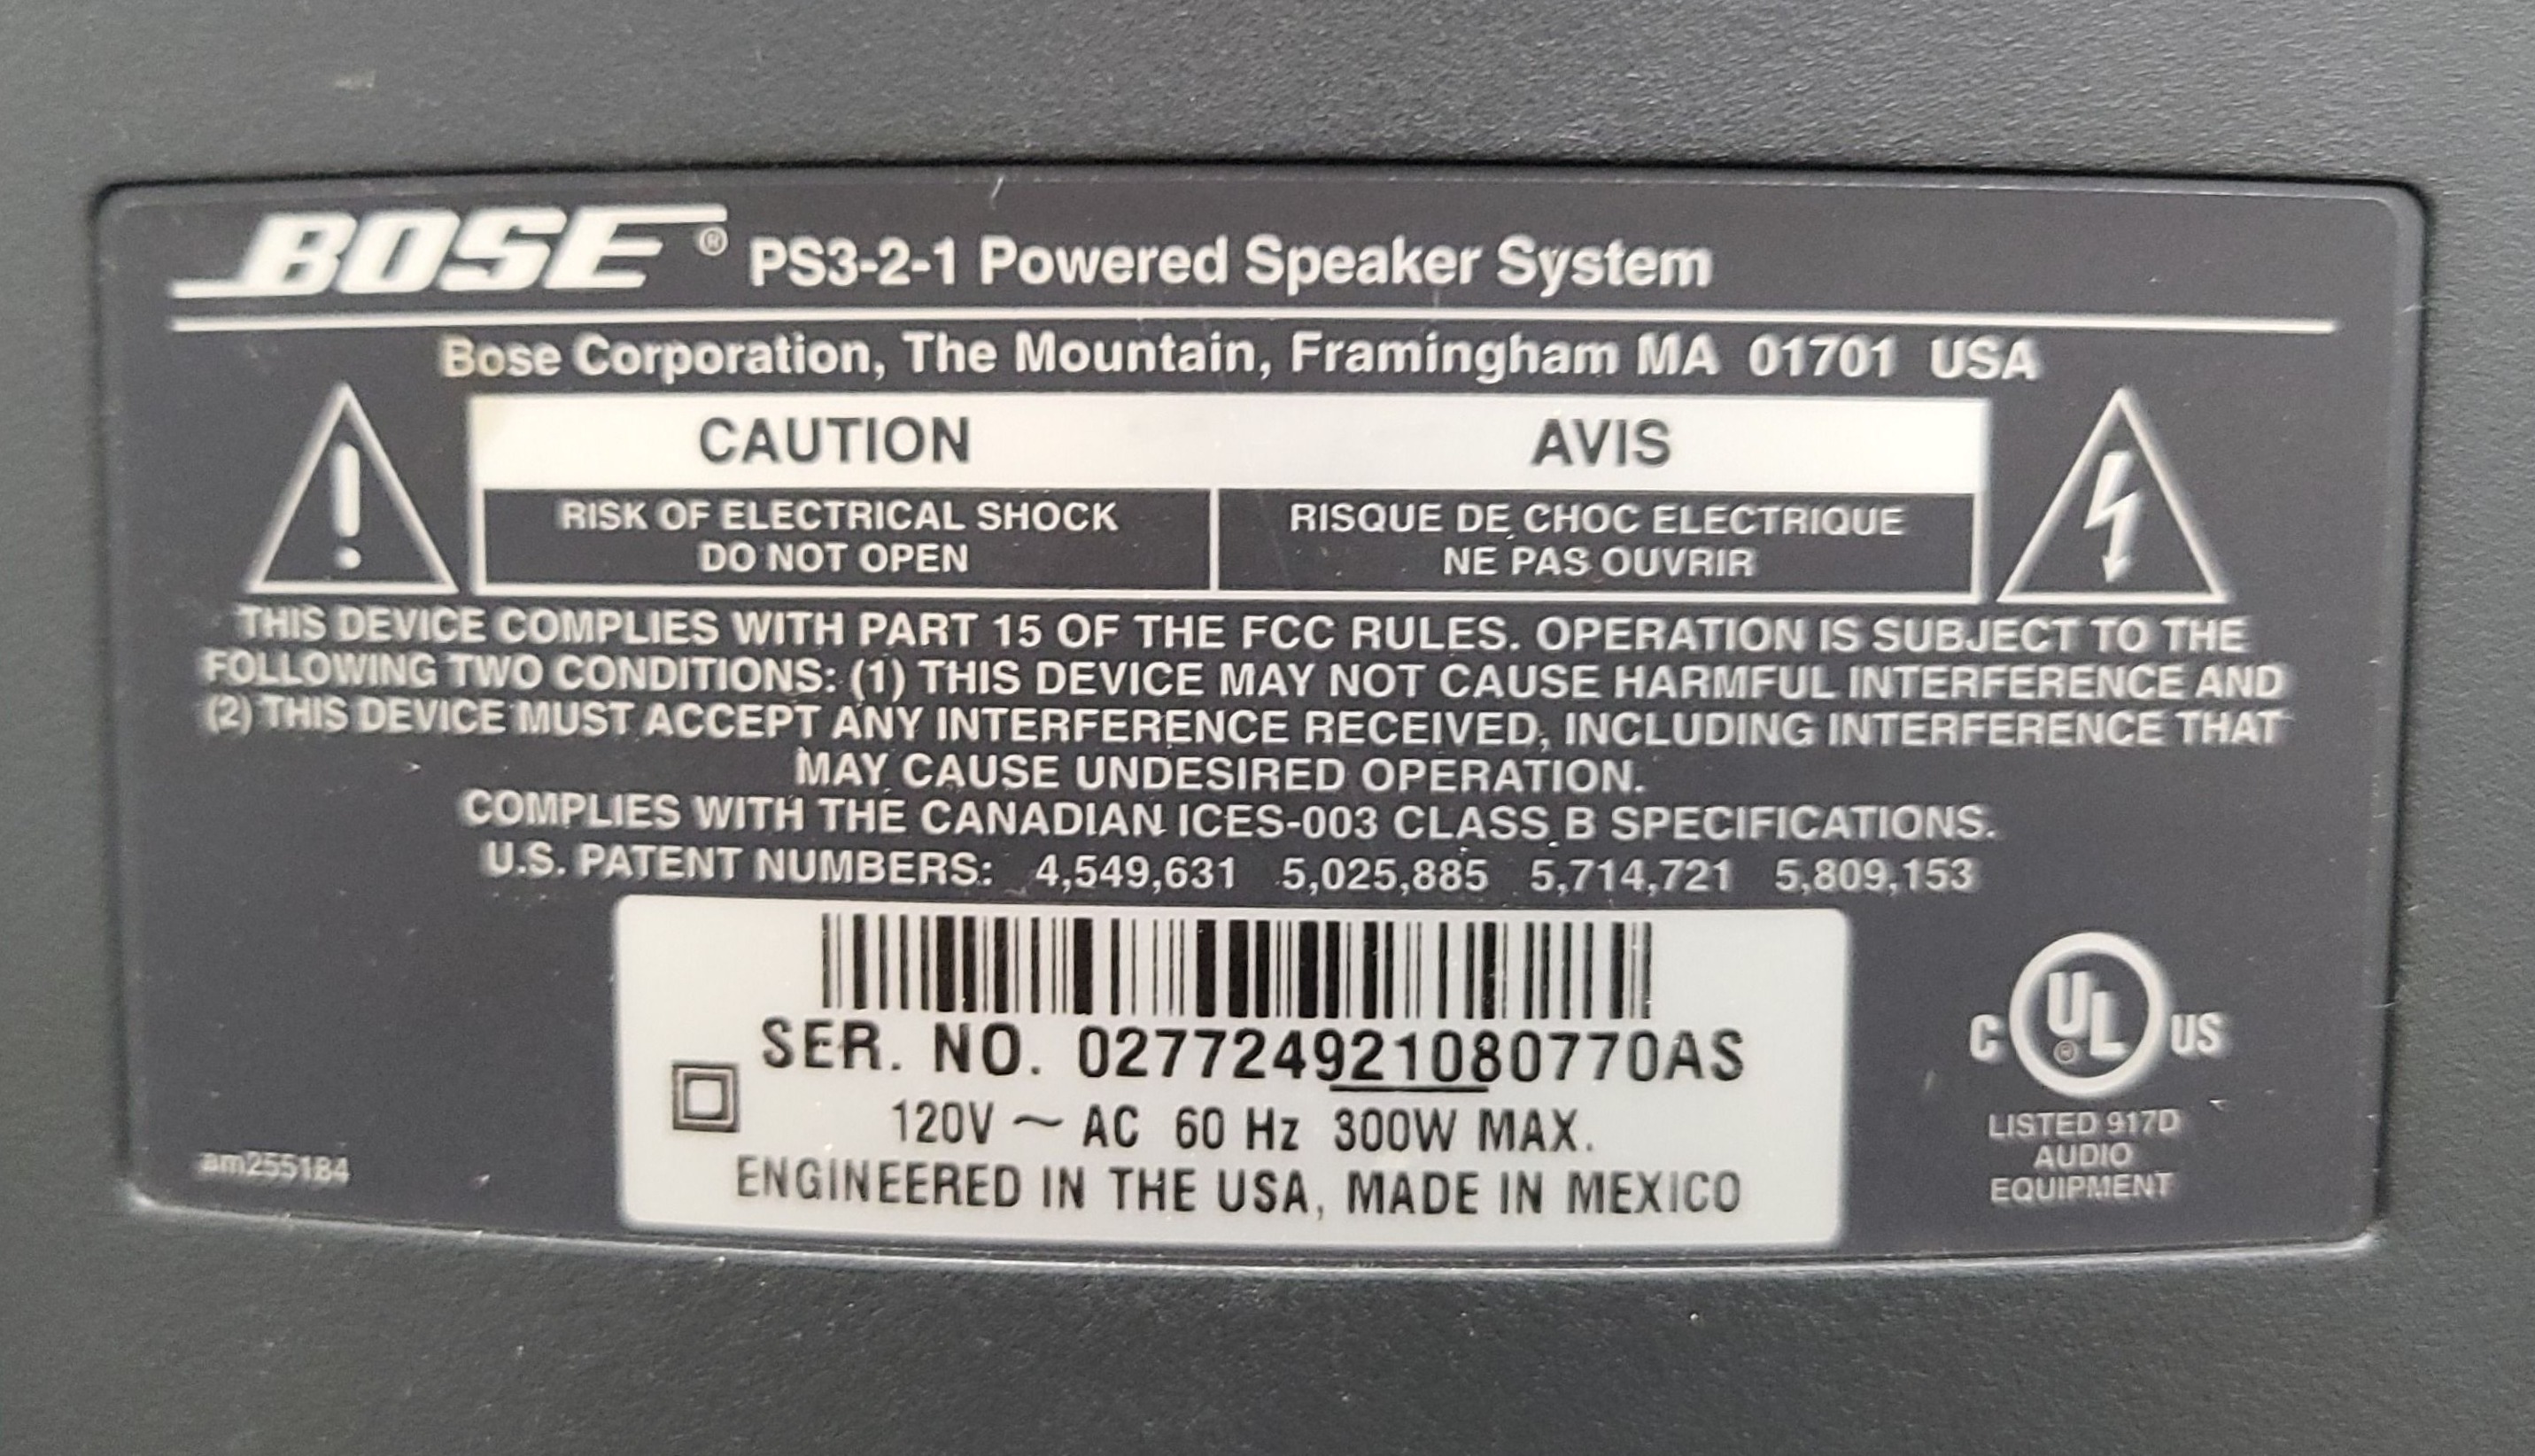 BOSE® PS3-2-1 Powered Speaker System
Bose Corporation, The Mountain, Framingham MA 01701 USA
CAUTION AVIS
RISK OF ELECTRICAL SHOCK
DO NOT OPEN
RISQUE DE CHOC ELECTRIQUE
NE PAS OUVRIR
THIS DEVICE COMPLIES WITH PART 15 OF THE FCC RULES. OPERATION IS SUBJECT TO THE
FOLLOWING TWO CONDITIONS: (1) THIS DEVICE MAY NOT CAUSE HARMFUL INTERFERENCE AND
(2) THIS DEVICE MUST ACCEPT ANY INTERFERENCE RECEIVED, INCLUDING INTERFERENCE THAT
MAY CAUSE UNDESIRED OPERATION.
COMPLIES WITH THE CANADIAN ICES-003 CLASS B SPECIFICATIONS.
U.S. PATENT NUMBERS: 4,549,631 5,025,885 5,714,721 5,809,153
SER. NO. 027724921080770AS
120V ~ AC 60 Hz 300W MAX.
ENGINEERED IN THE USA, MADE IN MEXICO
am255184
C UL® US
LISTED 917D
AUDIO
EQUIPMENT